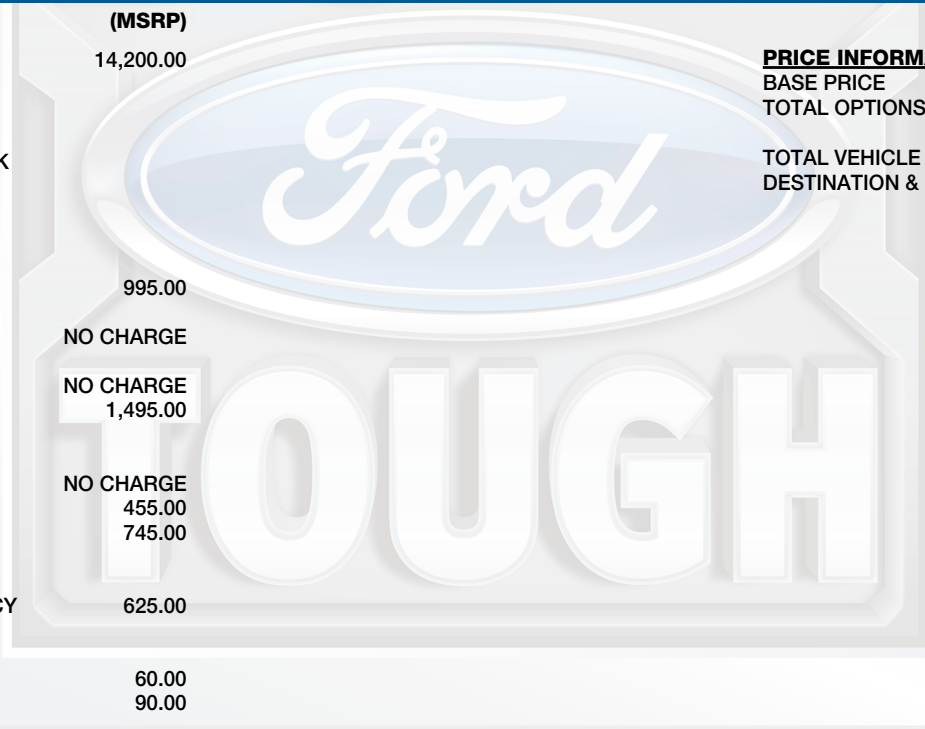 (MSRP)
14,200.00
K
995.00
NO CHARGE
NO CHARGE
1,495.00
NO CHARGE
455.00
745.00
CY 625.00
60.00
90.00
PRICE INFORMA
BASE PRICE
TOTAL OPTIONS
TOTAL VEHICLE
DESTINATION &
Ford
TOUGH